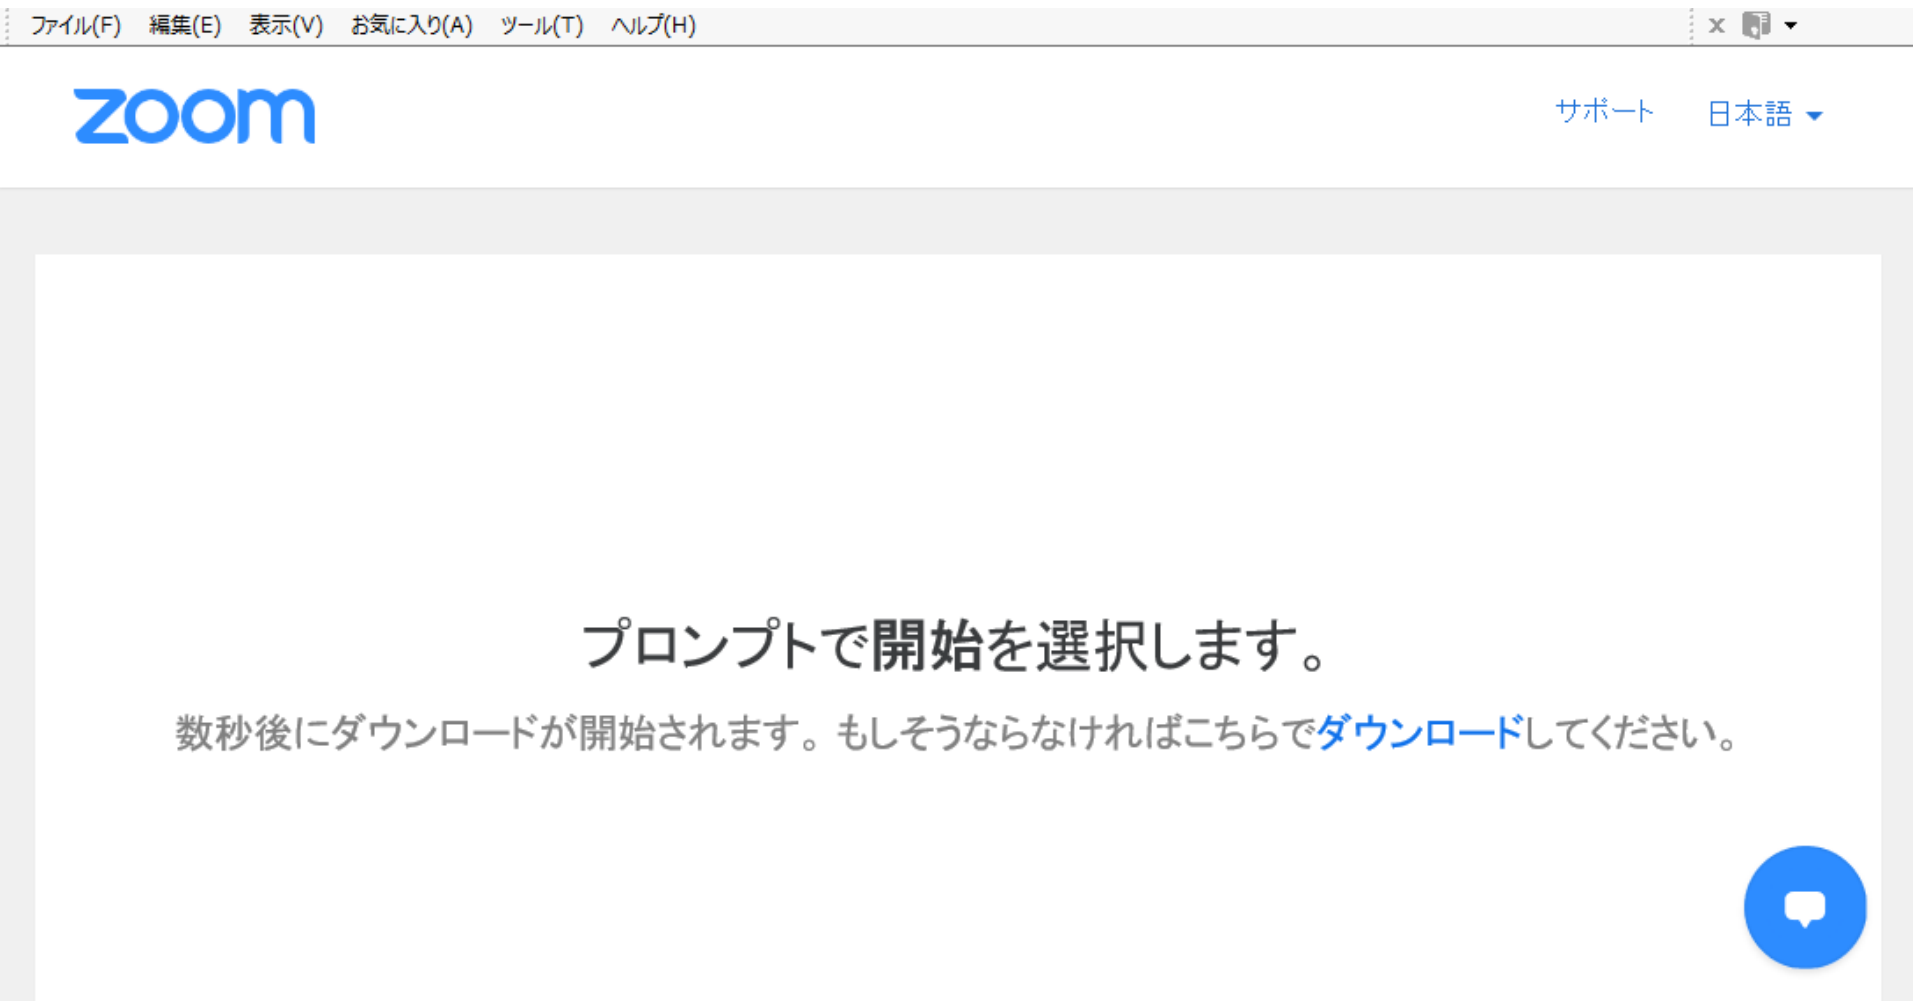 ファイル(F) 編集(E) 表示(V) お気に入り(A) ツール(T) ヘルプ(H)
zoom
サポート 日本語
プロンプトで開始を選択します。
数秒後にダウンロードが開始されます。もしそうならなければこちらでダウンロードしてください。